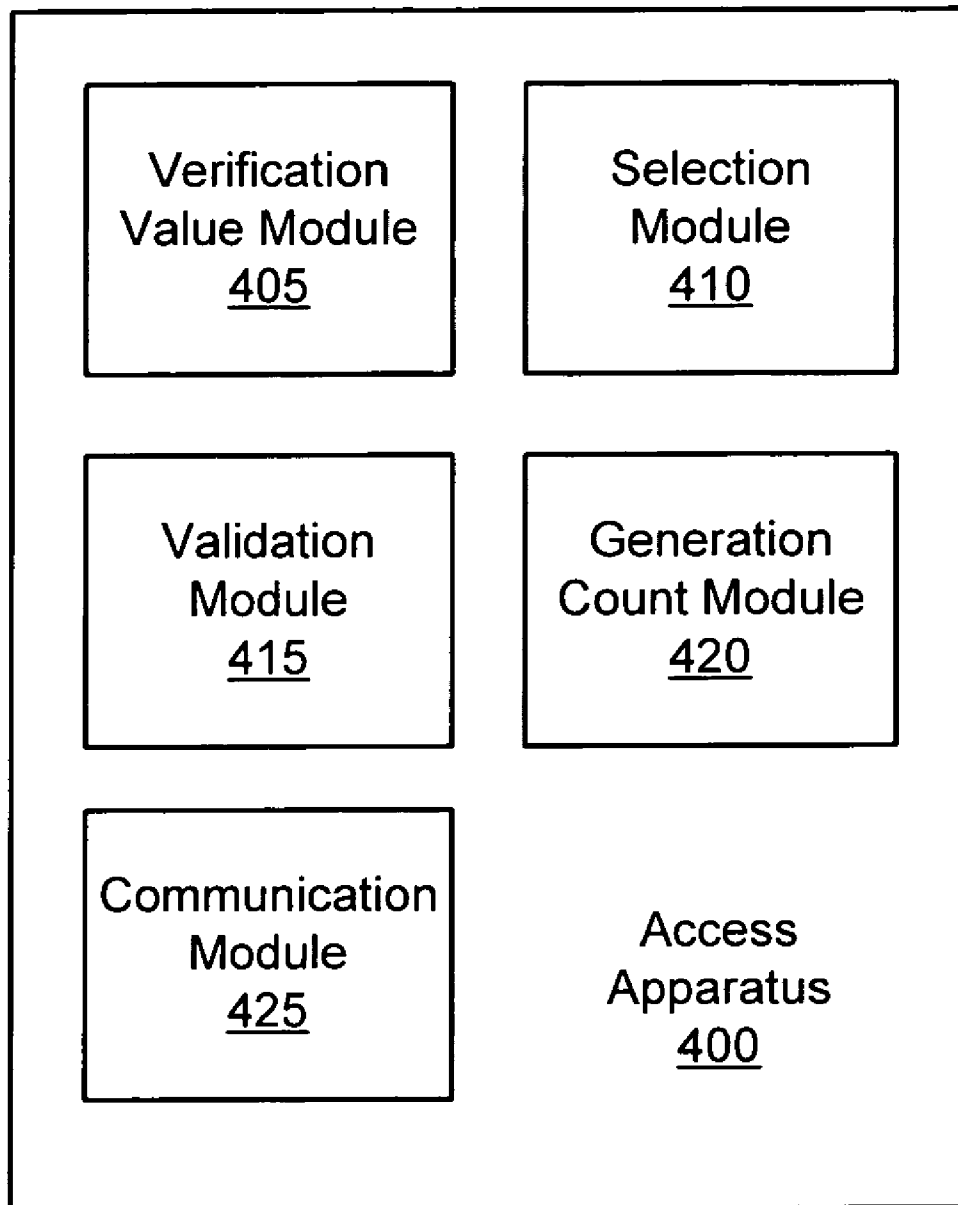 Verification
Value Module
405
Selection
Module
410
Validation
Module
415
Generation
Count Module
420
Communication
Module
425
Access
Apparatus
400